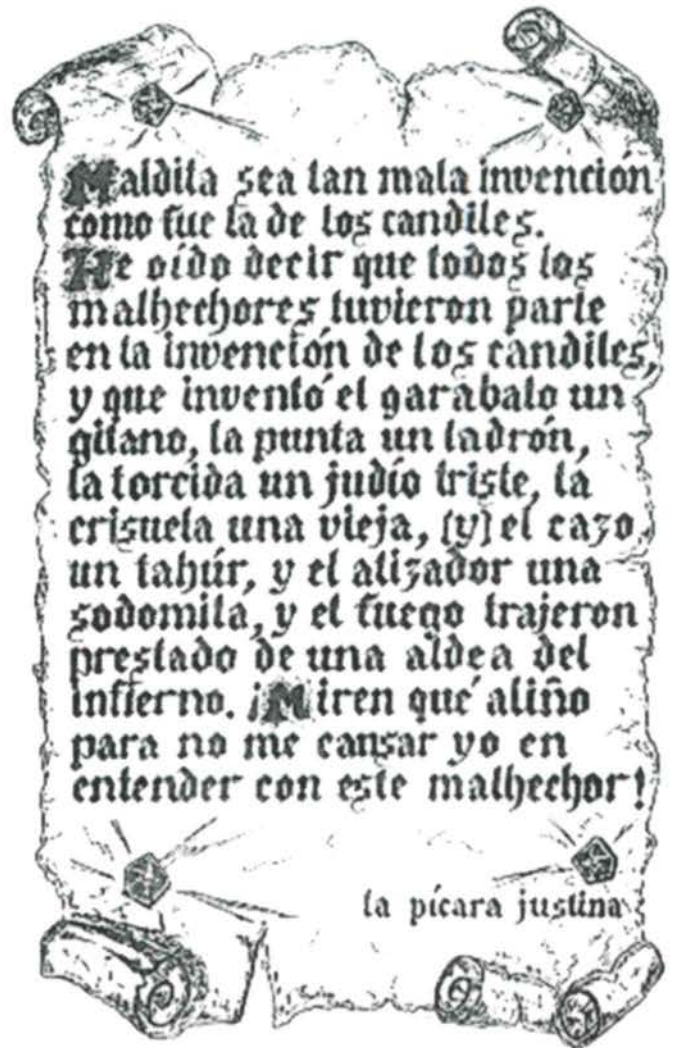 Maldita sea tan mala invención
como fue la de los candiles.
He oído decir que todos los
malhechores tuvieron parte
en la invención de los candiles,
y que inventó el garabato un
gitano, la punta un ladrón,
la torcida un judío triste, la
crisuela una vieja, (y) el cazo
un tahúr, y el atizador una
sodomita, y el fuego trajeron
prestado de una aldea del
infierno. ¡Miren qué aliño
para no me cansar yo en
entender con este malhechor!
la pícara justina